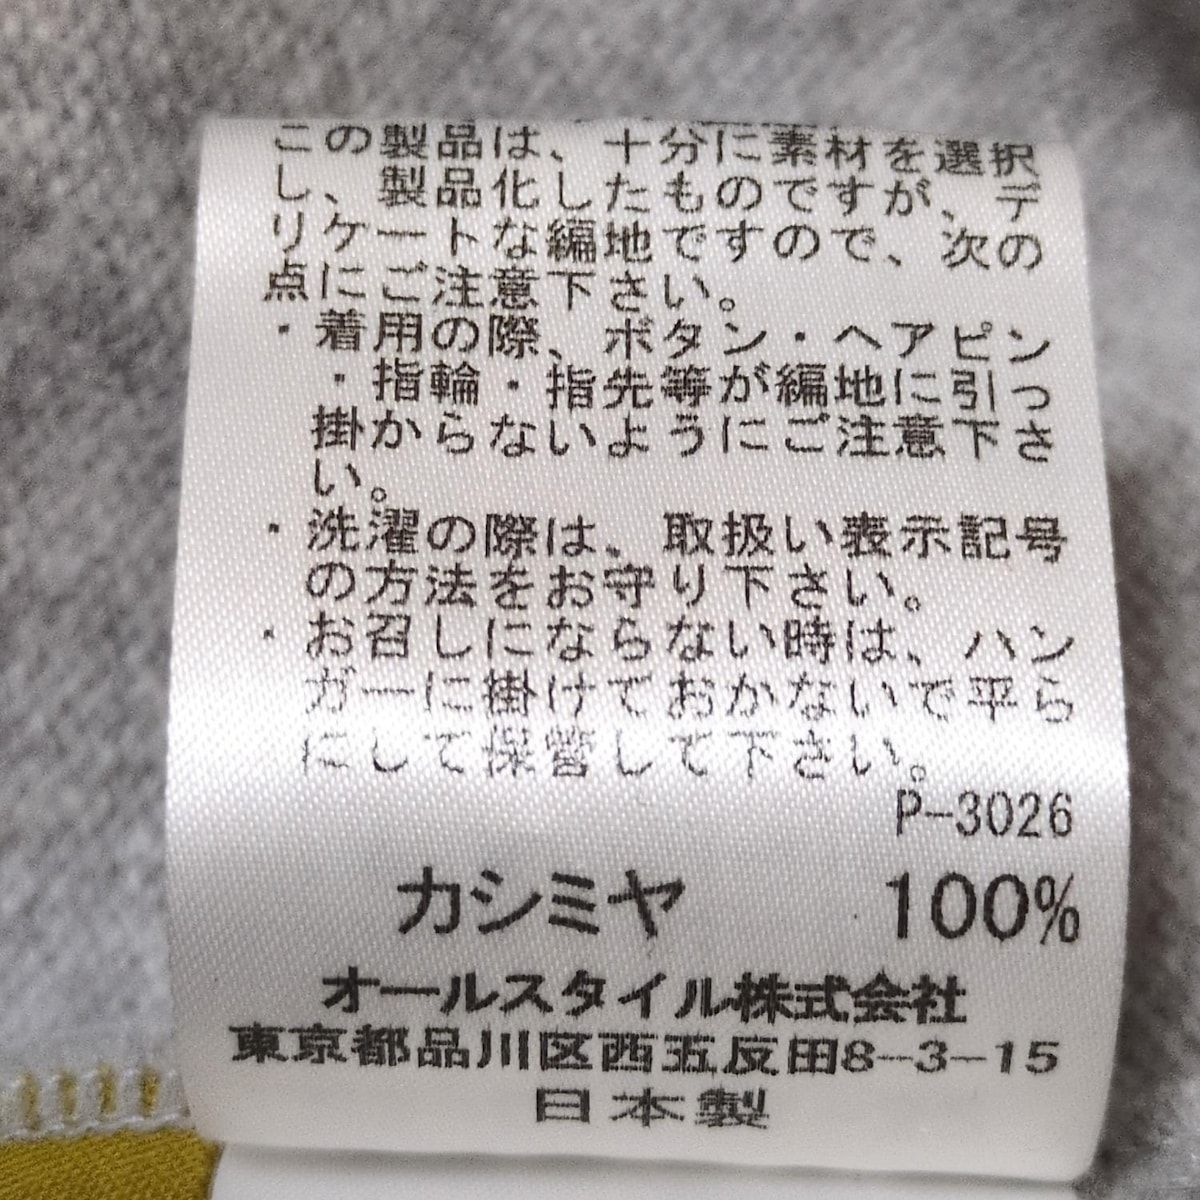 この製品は、十分に素材を選択
し、製品化したものですが、デ
リケートな編地ですので、次の
点にご注意下さい。
・着用の際、ボタン・ヘアピン
・指輪・指先等が編地に引っ
掛からないようにご注意下さ
い。
・洗濯の際は、取扱い表示記号
の方法をお守り下さい。
・お召しにならない時は、ハン
ガーに掛けておかないで平ら
にして保管して下さい。
P-3026
カシミヤ 100%
オールスタイル株式会社
東京都品川区西五反田8-3-15
日本製